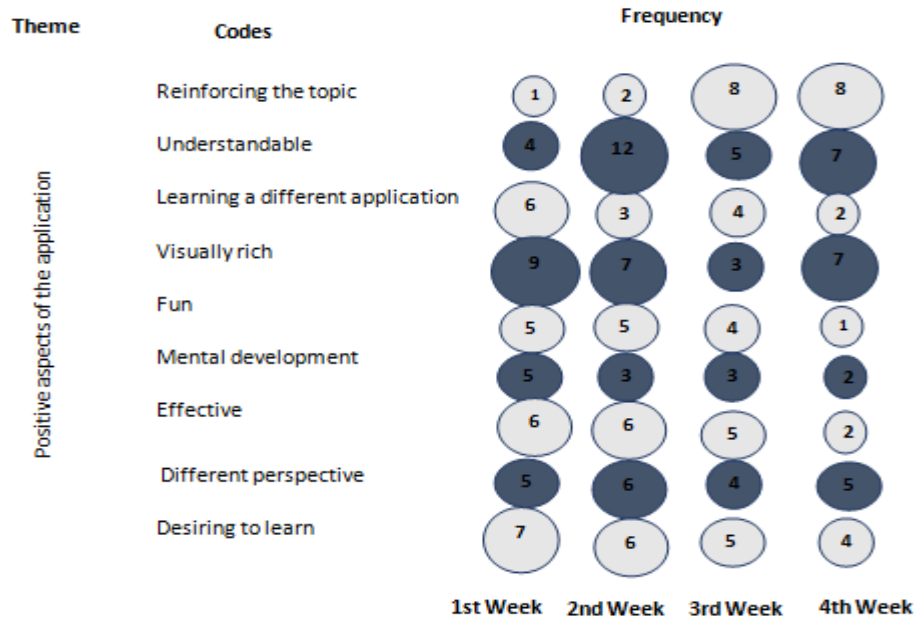 Theme Codes Frequency
Positive aspects of the application
Reinforcing the topic 1 2 8 8
Understandable 4 12 5 7
Learning a different application 6 3 4 2
Visually rich 9 7 3 7
Fun 5 5 4 1
Mental development 5 3 3 2
Effective 6 6 5 2
Different perspective 5 6 4 5
Desiring to learn 7 6 5 4
1st Week 2nd Week 3rd Week 4th Week